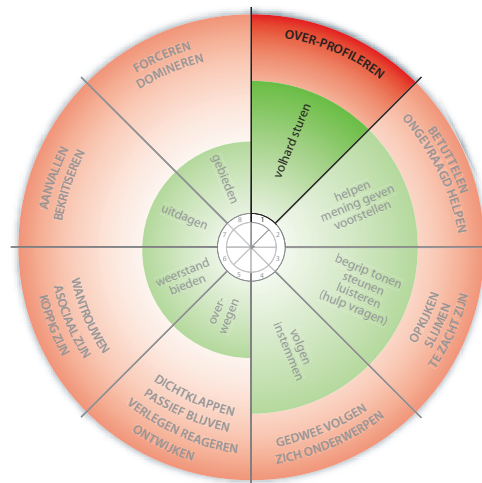 OVER-PROFILEREN
volhard sturen
BETUTTELEN
ONGEVRAAGD HELPEN
helpen
mening geven
voorstellen
OPKIJKEN
SLIJMEN
TE ZACHT ZIJN
begrip tonen
steunen
luisteren
(hulp vragen)
GEDWEE VOLGEN
ZICH ONDERWERPEN
volgen
instemmen
DICHTKLAPPEN
PASSIEF BLIJVEN
VERLEGEN REAGEREN
ONTWIJKEN
over-
wegen
WANTROUWEN
ASOCIAAL ZIJN
KOPPIG ZIJN
weerstand
bieden
AANVALLEN
BEKRITISEREN
uitdagen
FORCEREN
DOMINEREN
gebieden
1
2
3
4
5
6
7
8